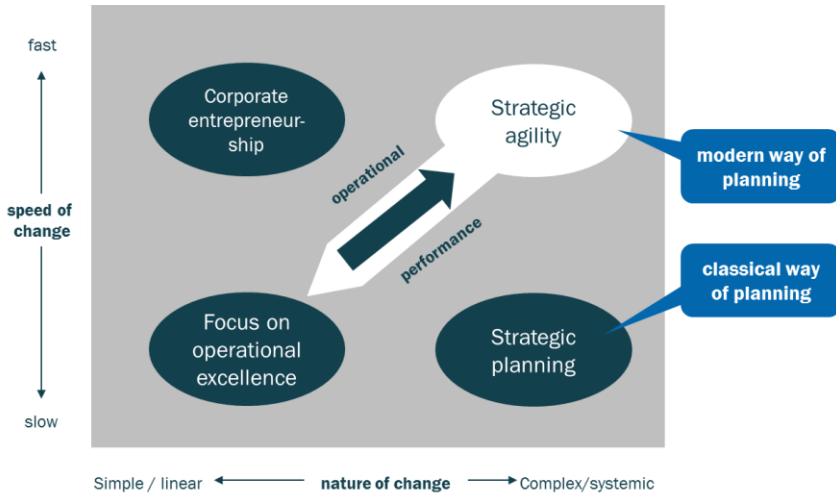 fast
Corporate
entrepreneur-
ship
Strategic
agility
modern way of
planning
operational
speed of
change
performance
classical way
of planning
Focus on
operational
excellence
Strategic
planning
slow
Simple / linear
nature of change
Complex/systemic